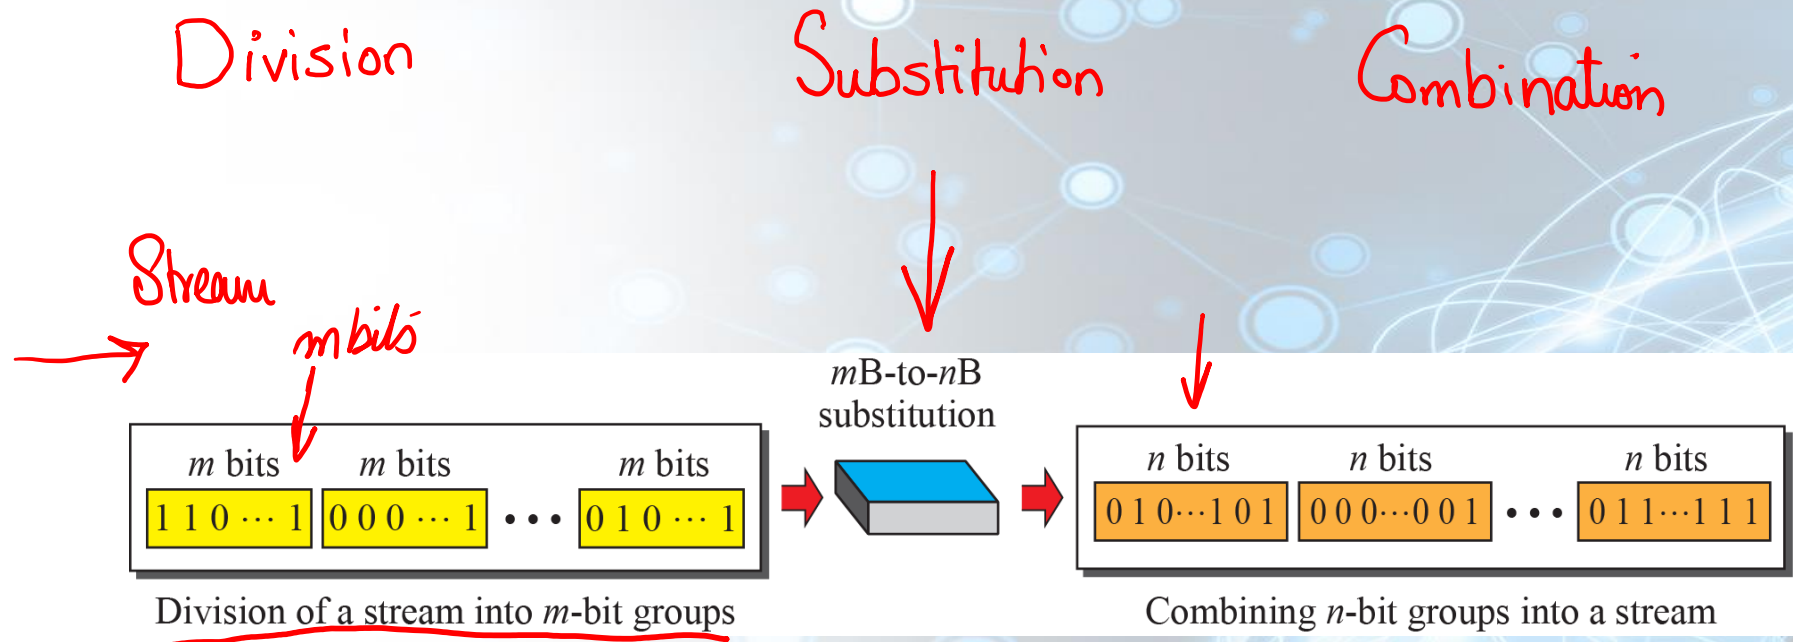 Division
Substitution
Combination
Stream
m bits
mB-to-nB
substitution
m bits m bits m bits
1 1 0 ··· 1 0 0 0 ··· 1 ••• 0 1 0 ··· 1
n bits n bits n bits
0 1 0···1 0 1 0 0 0···0 0 1 ••• 0 1 1···1 1 1
Division of a stream into m-bit groups
Combining n-bit groups into a stream